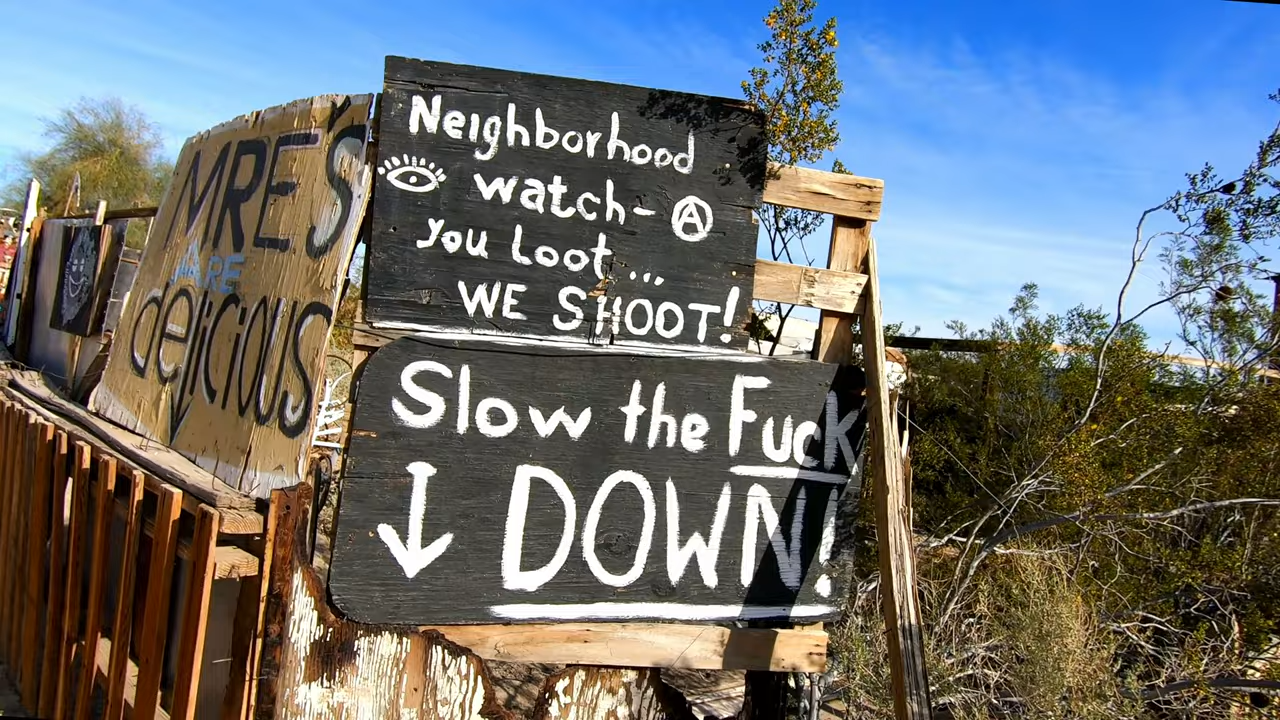 MRE'S
ARE
delicious
Neighborhood
watch- Ⓐ
you Loot...
WE SHOOT!
Slow the Fuck
DOWN!